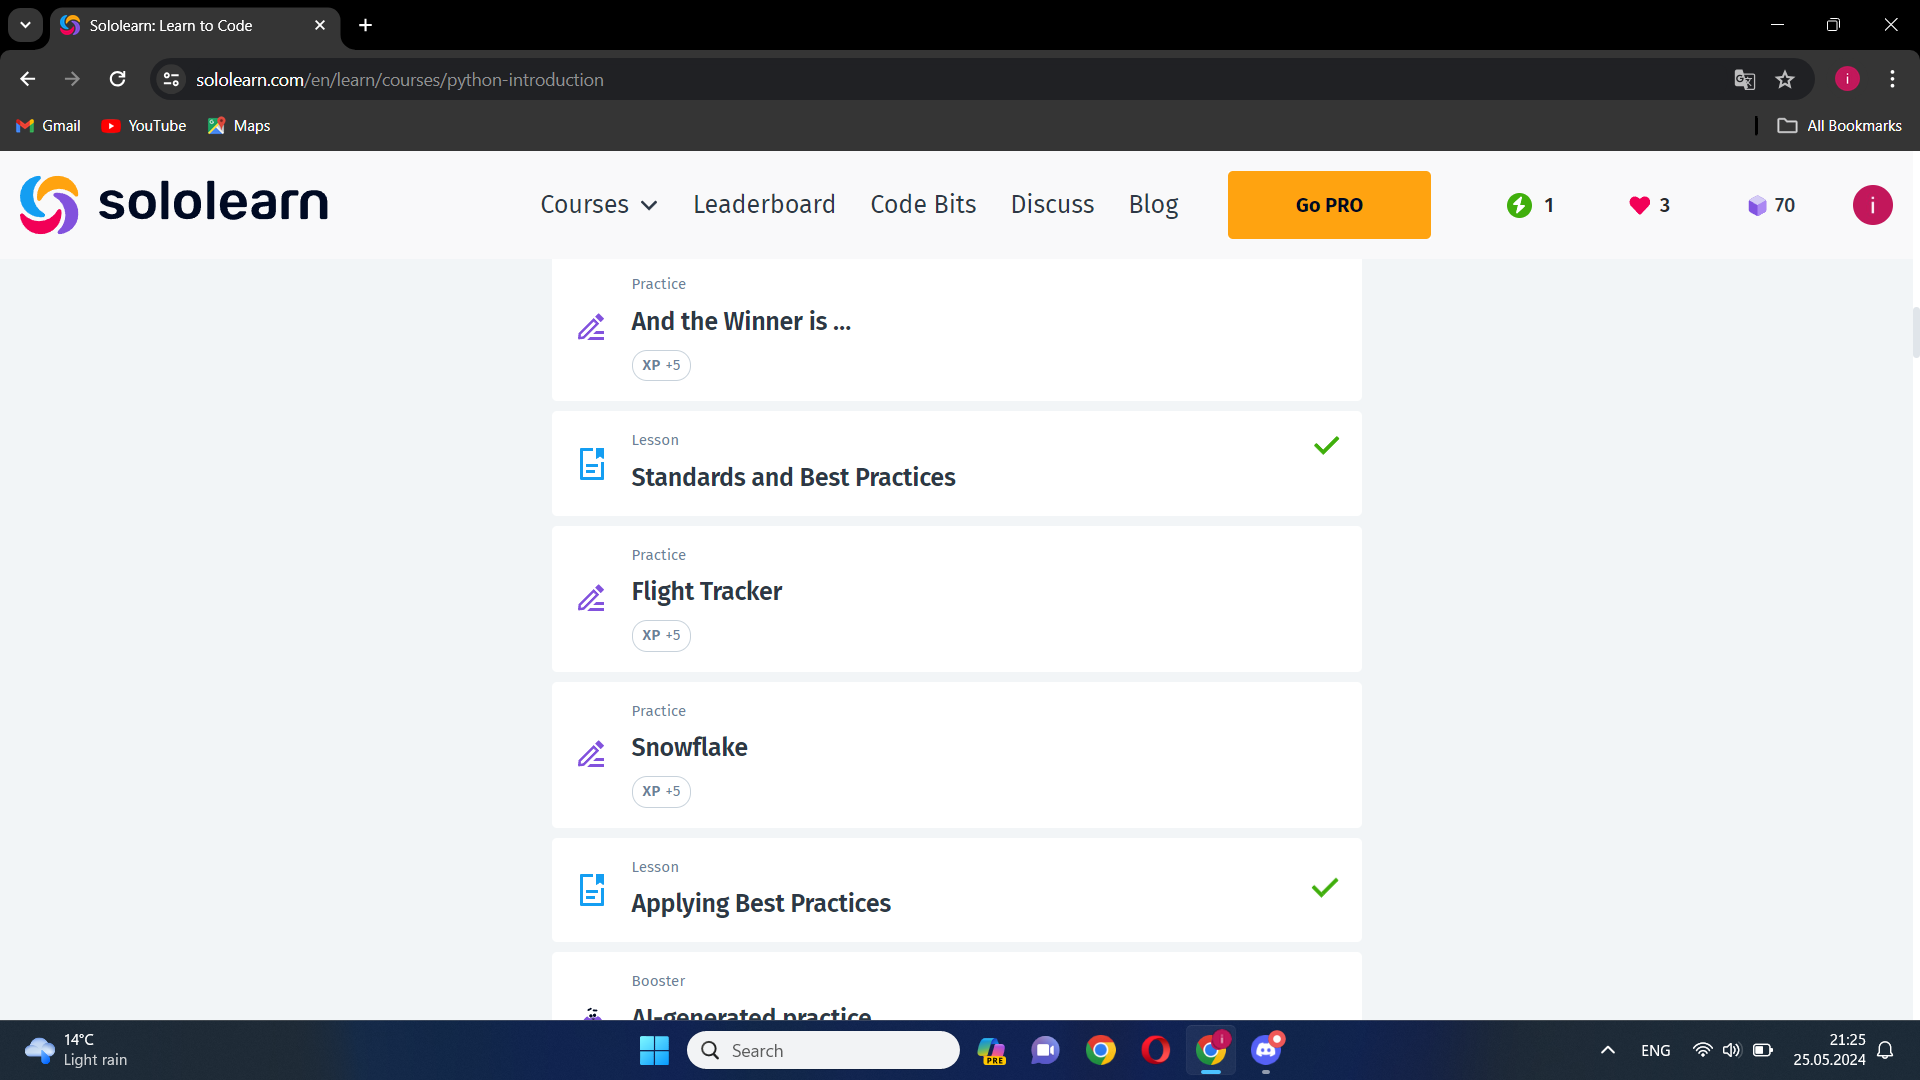 Sololearn: Learn to Code
sololearn.com/en/learn/courses/python-introduction
i
Gmail
YouTube
Maps
All Bookmarks
sololearn
Courses
Leaderboard
Code Bits
Discuss
Blog
Go PRO
1
3
70
i
Practice
And the Winner is ...
XP +5
Lesson
Standards and Best Practices
Practice
Flight Tracker
XP +5
Practice
Snowflake
XP +5
Lesson
Applying Best Practices
Booster
AI-generated practice
14°C
Light rain
Search
PRE
i
ENG
21:25
25.05.2024